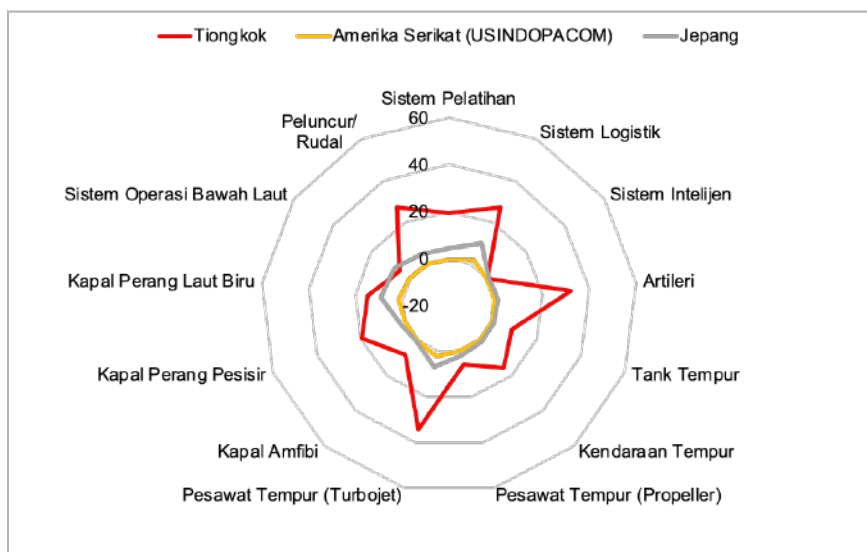 Tiongkok
Amerika Serikat (USINDOPACOM)
Jepang
Sistem Pelatihan
Sistem Logistik
Sistem Intelijen
Artileri
Tank Tempur
Kendaraan Tempur
Pesawat Tempur (Propeller)
Pesawat Tempur (Turbojet)
Kapal Amfibi
Kapal Perang Pesisir
Kapal Perang Laut Biru
Sistem Operasi Bawah Laut
Peluncur/
Rudal
60
40
20
0
-20